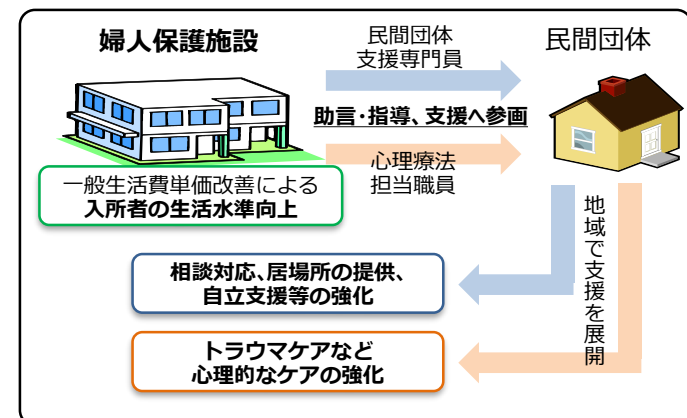 婦人保護施設
民間団体
支援専門員
民間団体
助言・指導、支援へ参画
心理療法
担当職員
一般生活費単価改善による
入所者の生活水準向上
地域で支援を展開
相談対応、居場所の提供、
自立支援等の強化
トラウマケアなど
心理的なケアの強化